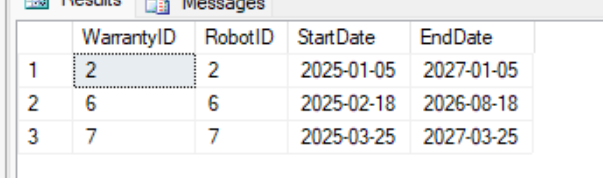 Results Messages
WarrantyID RobotID StartDate EndDate
1 2 2 2025-01-05 2027-01-05
2 6 6 2025-02-18 2026-08-18
3 7 7 2025-03-25 2027-03-25